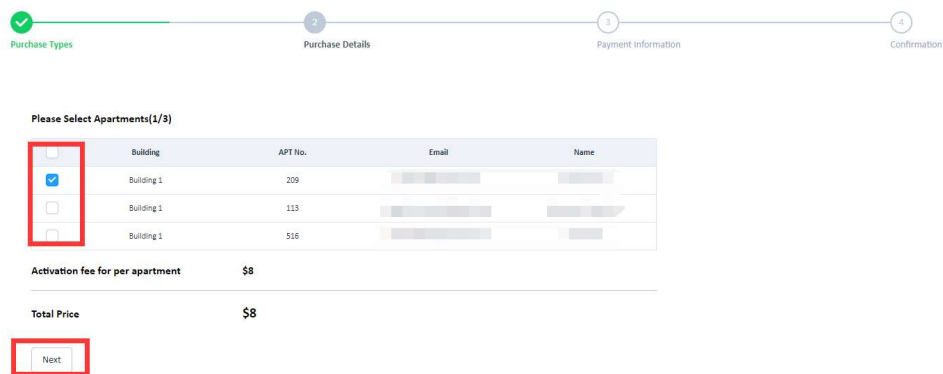 2 3 4
Purchase Types Purchase Details Payment Information Confirmation
Please Select Apartments(1/3)
Building APT No. Email Name
Building 1 209
Building 1 113
Building 1 516
Activation fee for per apartment $8
Total Price $8
Next